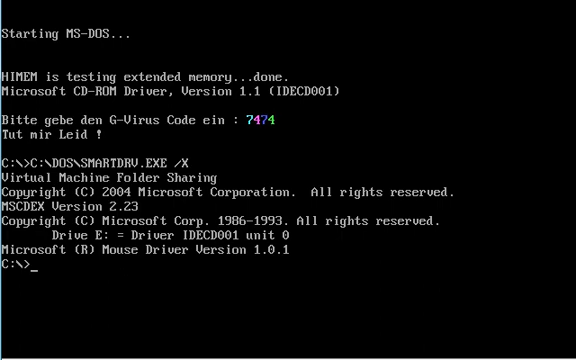 Starting MS-DOS...
HIMEM is testing extended memory...done.
Microsoft CD-ROM Driver, Version 1.1 (IDECD001)
Bitte gebe den G-Virus Code ein : 7474
Tut mir Leid !
C:\>C:\DOS\SMARTDRV.EXE /X
Virtual Machine Folder Sharing
Copyright (C) 2004 Microsoft Corporation.  All rights reserved.
MSCDEX Version 2.23
Copyright (C) Microsoft Corp. 1986-1993. All rights reserved.
Drive E: = Driver IDECD001 unit 0
Microsoft (R) Mouse Driver Version 1.0.1
C:\>_